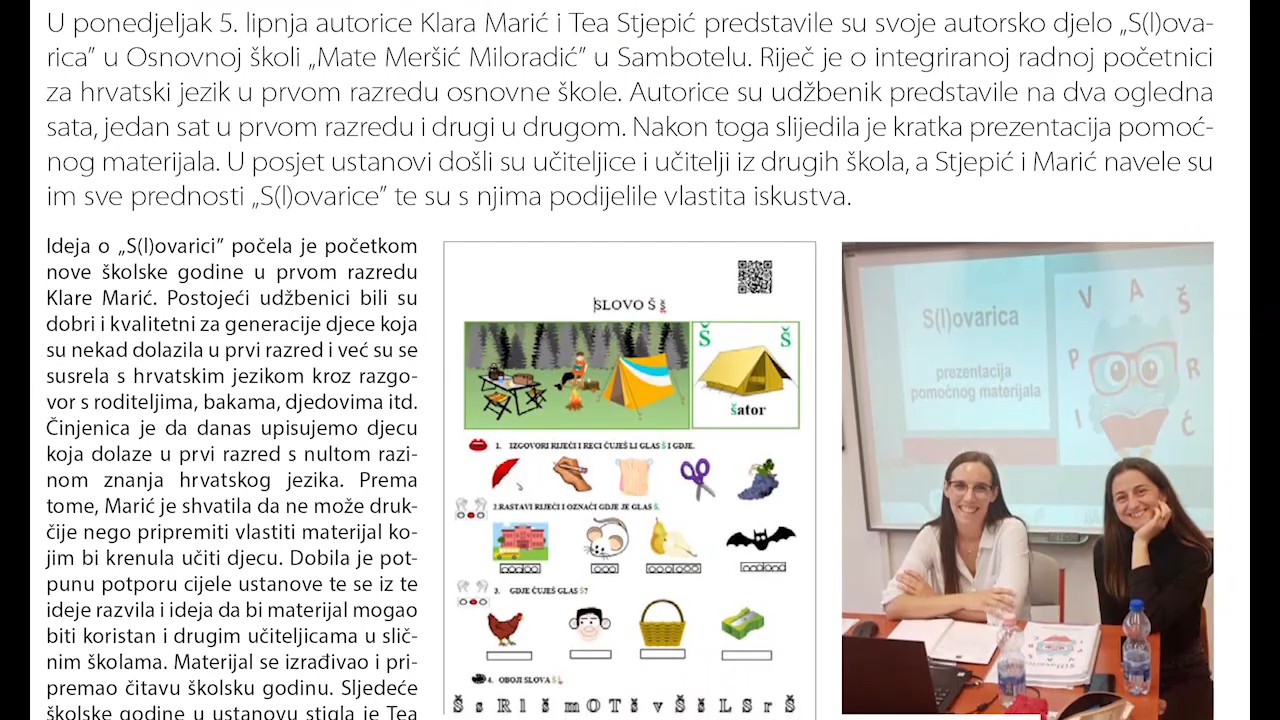 U ponedjeljak 5. lipnja autorice Klara Marić i Tea Stjepić predstavile su svoje autorsko djelo „S(l)ova-
rica” u Osnovnoj školi „Mate Meršić Miloradić” u Sambotelu. Riječ je o integriranoj radnoj početnici
za hrvatski jezik u prvom razredu osnovne škole. Autorice su udžbenik predstavile na dva ogledna
sata, jedan sat u prvom razredu i drugi u drugom. Nakon toga slijedila je kratka prezentacija pomoć-
nog materijala. U posjet ustanovi došli su učiteljice i učitelji iz drugih škola, a Stjepić i Marić navele su
im sve prednosti „S(l)ovarice” te su s njima podijelile vlastita iskustva.
Ideja o „S(l)ovarici” počela je početkom
nove školske godine u prvom razredu
Klare Marić. Postojeći udžbenici bili su
dobri i kvalitetni za generacije djece koja
su nekad dolazila u prvi razred i već su se
susrela s hrvatskim jezikom kroz razgo-
vor s roditeljima, bakama, djedovima itd.
Činjenica je da danas upisujemo djecu
koja dolaze u prvi razred s nultom razi-
nom znanja hrvatskog jezika. Prema
tome, Marić je shvatila da ne može druk-
čije nego pripremiti vlastiti materijal ko-
jim bi krenula učiti djecu. Dobila je pot-
punu potporu cijele ustanove te se iz te
ideje razvila i ideja da bi materijal mogao
biti koristan i drugim učiteljicama u slič-
nim školama. Materijal se izrađivao i pri-
premao čitavu školsku godinu. Sljedeće
školske godine u ustanovu stigla je Tea
SLOVO Š š
Š Š
šator
1. IZGOVORI RIJEČI I RECI ČUJEŠ LI GLAS Š I GDJE.
2.RASTAVI RIJEČI I OZNAČI GDJE JE GLAS Š.
3. GDJE ČUJEŠ GLAS Š?
4. OBOJI SLOVA Š š.
Š s R l š m O T š v Š š L S r Š
S(l)ovarica
prezentacija
pomoćnog materijala
V A Š
P R
I Č